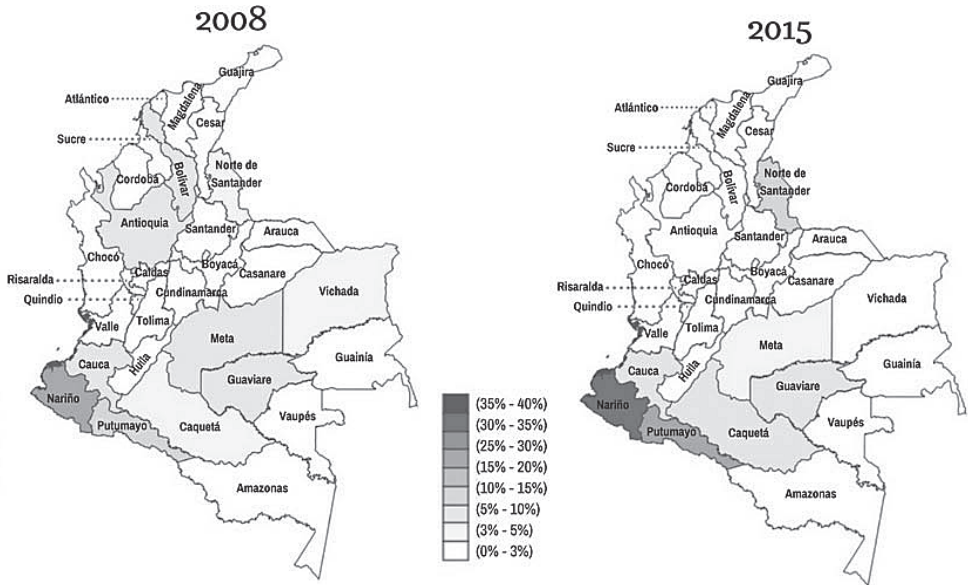 2008
Guajira
Atlántico
Magdalena
Cesar
Sucre
Norte de
Santander
Cordobá
Bolívar
Antioquia
Santander
Arauca
Chocó
Boyacá
Caldas
Casanare
Risaralda
Cundinamarca
Quindio
Vichada
Tolima
Valle
Meta
Guainía
Cauca
Huila
Guaviare
Nariño
Vaupés
Putumayo
Caquetá
Amazonas
(35% - 40%)
(30% - 35%)
(25% - 30%)
(15% - 20%)
(10% - 15%)
(5% - 10%)
(3% - 5%)
(0% - 3%)
2015
Guajira
Atlántico
Magdalena
Cesar
Sucre
Norte de
Santander
Cordobá
Bolívar
Antioquia
Santander
Arauca
Chocó
Boyacá
Caldas
Casanare
Risaralda
Cundinamarca
Quindio
Vichada
Tolima
Valle
Meta
Guainía
Cauca
Huila
Guaviare
Nariño
Vaupés
Putumayo
Caquetá
Amazonas